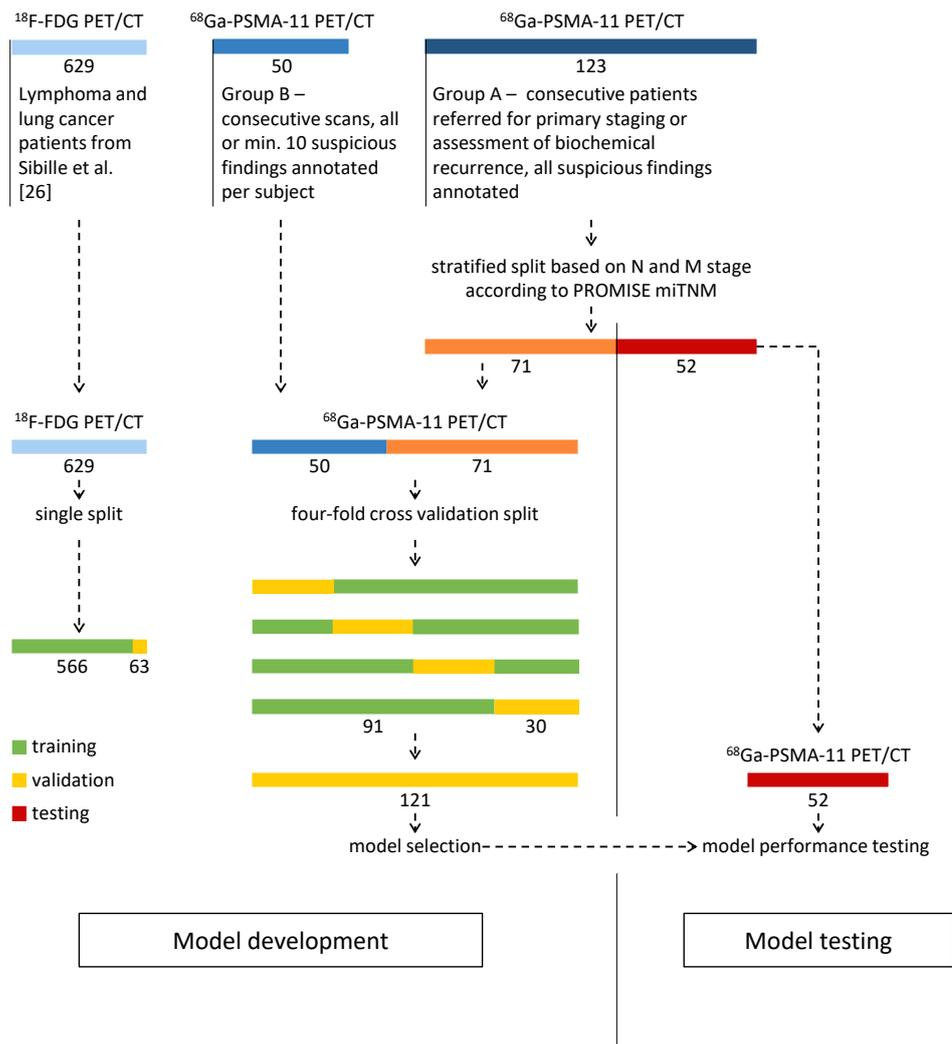 ¹⁸F-FDG PET/CT
629
Lymphoma and
lung cancer
patients from
Sibille et al.
[26]
⁶⁸Ga-PSMA-11 PET/CT
50
Group B –
consecutive scans, all
or min. 10 suspicious
findings annotated
per subject
⁶⁸Ga-PSMA-11 PET/CT
123
Group A – consecutive patients
referred for primary staging or
assessment of biochemical
recurrence, all suspicious findings
annotated
stratified split based on N and M stage
according to PROMISE miTNM
71
52
¹⁸F-FDG PET/CT
629
single split
566
63
⁶⁸Ga-PSMA-11 PET/CT
50
71
four-fold cross validation split
91
30
121
model selection
training
validation
testing
⁶⁸Ga-PSMA-11 PET/CT
52
model performance testing
Model development
Model testing